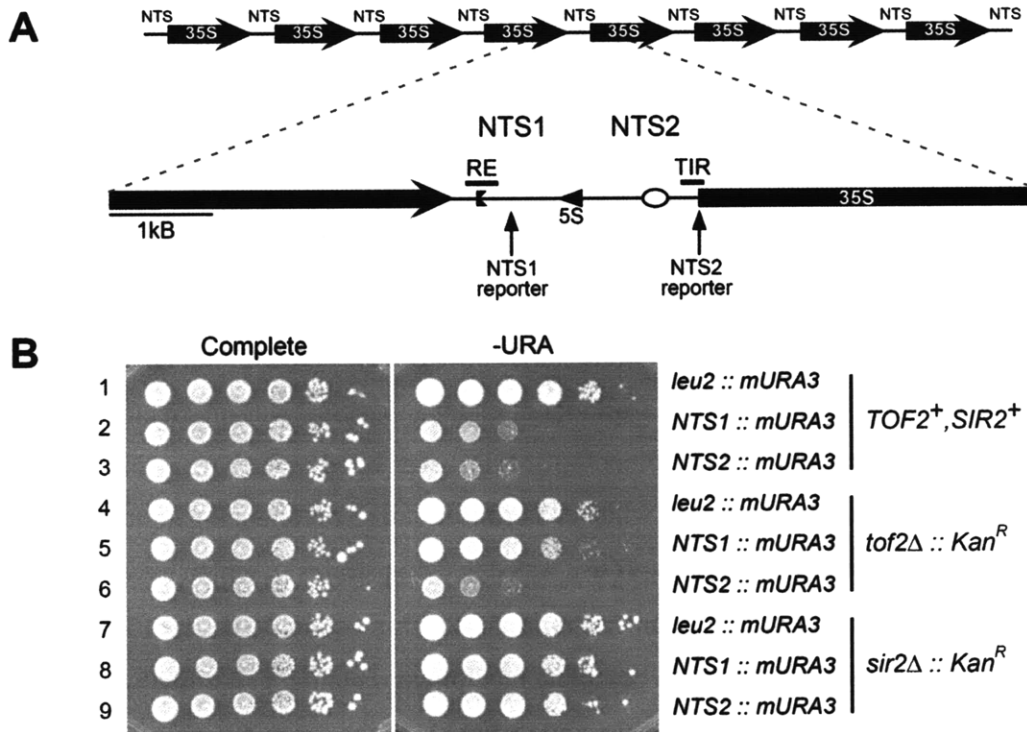 A
NTS NTS NTS NTS NTS NTS NTS NTS NTS
35S 35S 35S 35S 35S 35S 35S 35S
NTS1 NTS2
RE TIR
5S 35S
1kB
NTS1 reporter
NTS2 reporter
B
Complete -URA
1 leu2 :: mURA3
2 NTS1 :: mURA3 TOF2⁺,SIR2⁺
3 NTS2 :: mURA3
4 leu2 :: mURA3
5 NTS1 :: mURA3 tof2Δ :: Kanᴿ
6 NTS2 :: mURA3
7 leu2 :: mURA3
8 NTS1 :: mURA3 sir2Δ :: Kanᴿ
9 NTS2 :: mURA3